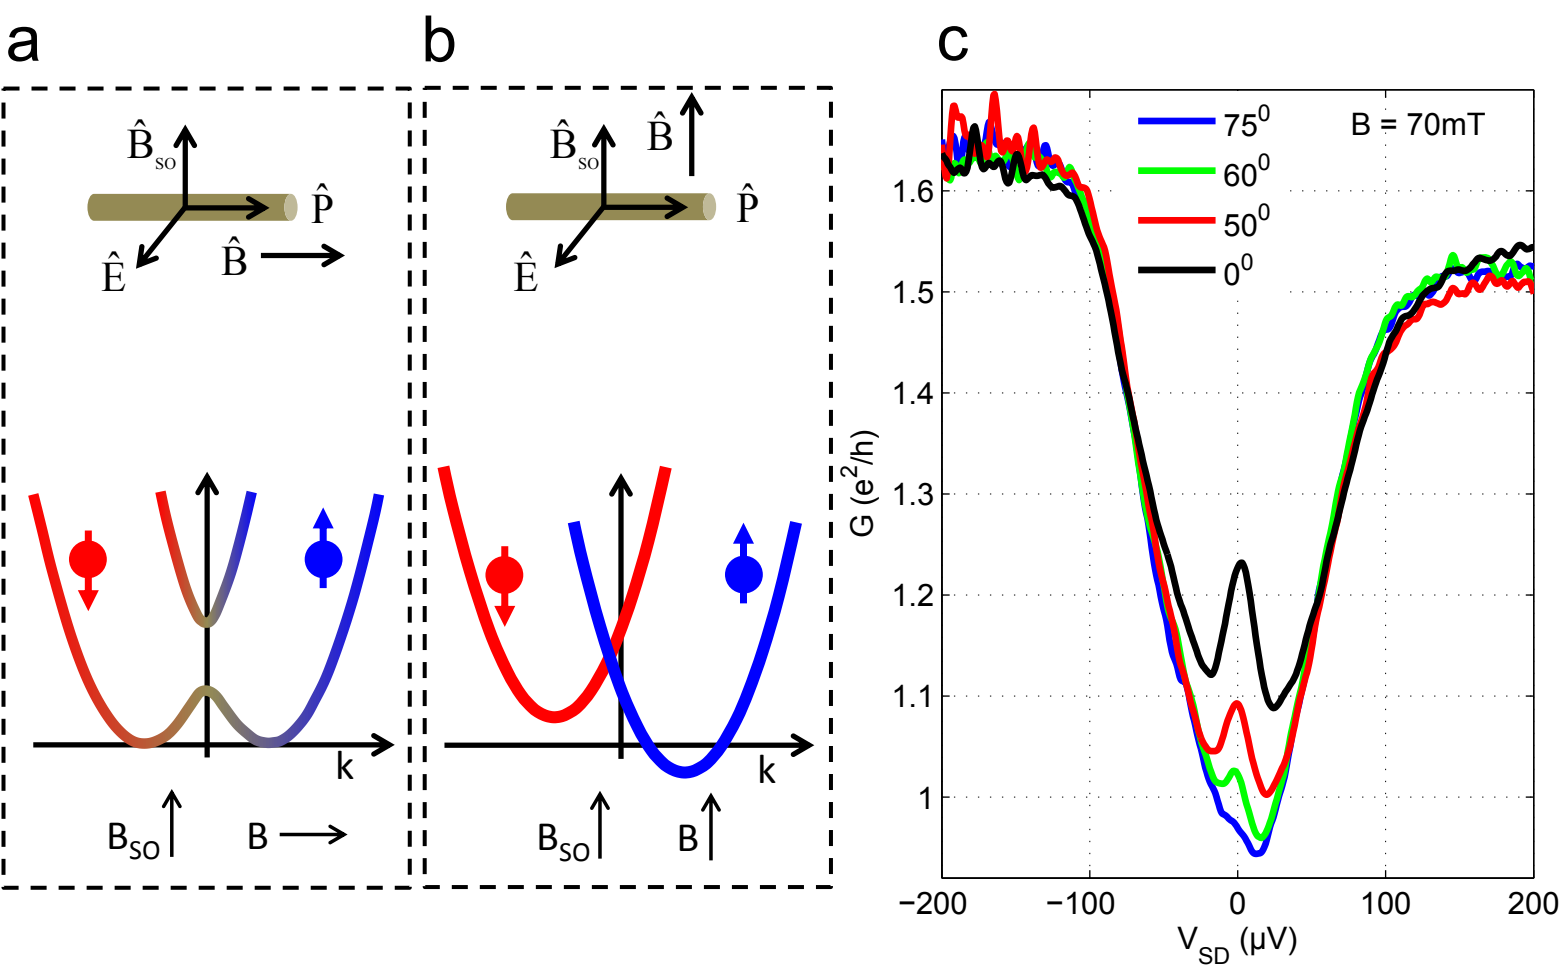 a
B̂SO
P̂
Ê
B̂
k
BSO
B
b
B̂SO
B̂
P̂
Ê
k
BSO
B
c
75⁰
B = 70mT
60⁰
50⁰
0⁰
1.6
1.5
1.4
1.3
1.2
1.1
1
G (e²/h)
−200
−100
0
100
200
VSD (µV)